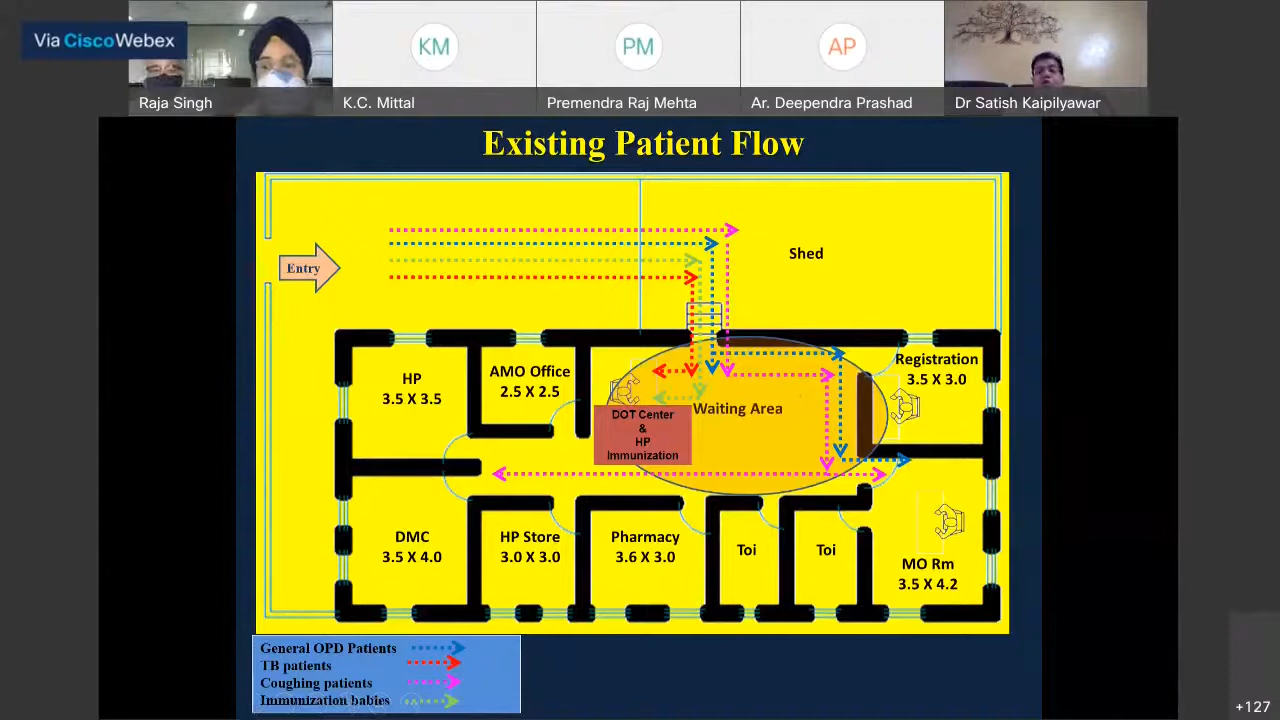 Via CiscoWebex
KM
PM
AP
Raja Singh
K.C. Mittal
Premendra Raj Mehta
Ar. Deependra Prashad
Dr Satish Kaipilyawar
Existing Patient Flow
Entry
Shed
HP
3.5 X 3.5
AMO Office
2.5 X 2.5
Registration
3.5 X 3.0
Waiting Area
DOT Center
&
HP
Immunization
DMC
3.5 X 4.0
HP Store
3.0 X 3.0
Pharmacy
3.6 X 3.0
Toi
Toi
MO Rm
3.5 X 4.2
General OPD Patients
TB patients
Coughing patients
Immunization babies
+127